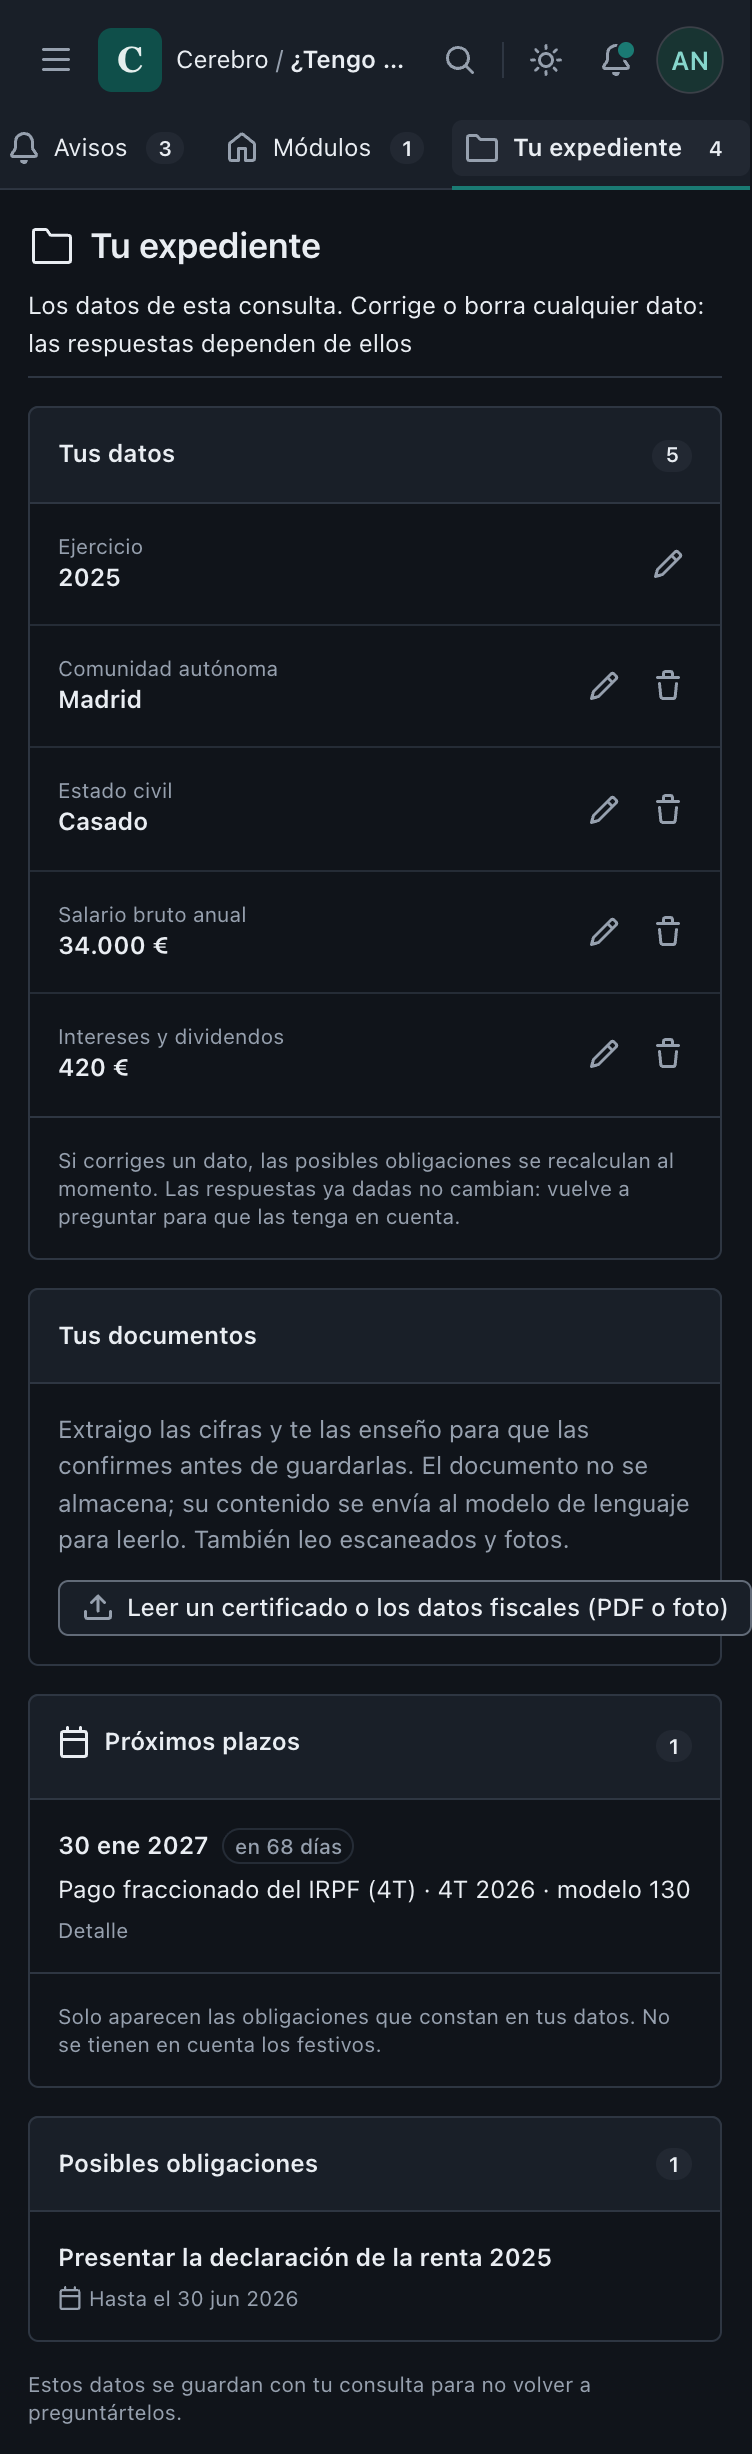 C Cerebro / ¿Tengo ... AN
Avisos 3 Módulos 1 Tu expediente 4
Tu expediente
Los datos de esta consulta. Corrige o borra cualquier dato:
las respuestas dependen de ellos
Tus datos 5
Ejercicio
2025
Comunidad autónoma
Madrid
Estado civil
Casado
Salario bruto anual
34.000 €
Intereses y dividendos
420 €
Si corriges un dato, las posibles obligaciones se recalculan al
momento. Las respuestas ya dadas no cambian: vuelve a
preguntar para que las tenga en cuenta.
Tus documentos
Extraigo las cifras y te las enseño para que las
confirmes antes de guardarlas. El documento no se
almacena; su contenido se envía al modelo de lenguaje
para leerlo. También leo escaneados y fotos.
Leer un certificado o los datos fiscales (PDF o foto)
Próximos plazos 1
30 ene 2027 en 68 días
Pago fraccionado del IRPF (4T) · 4T 2026 · modelo 130
Detalle
Solo aparecen las obligaciones que constan en tus datos. No
se tienen en cuenta los festivos.
Posibles obligaciones 1
Presentar la declaración de la renta 2025
Hasta el 30 jun 2026
Estos datos se guardan con tu consulta para no volver a
preguntártelos.